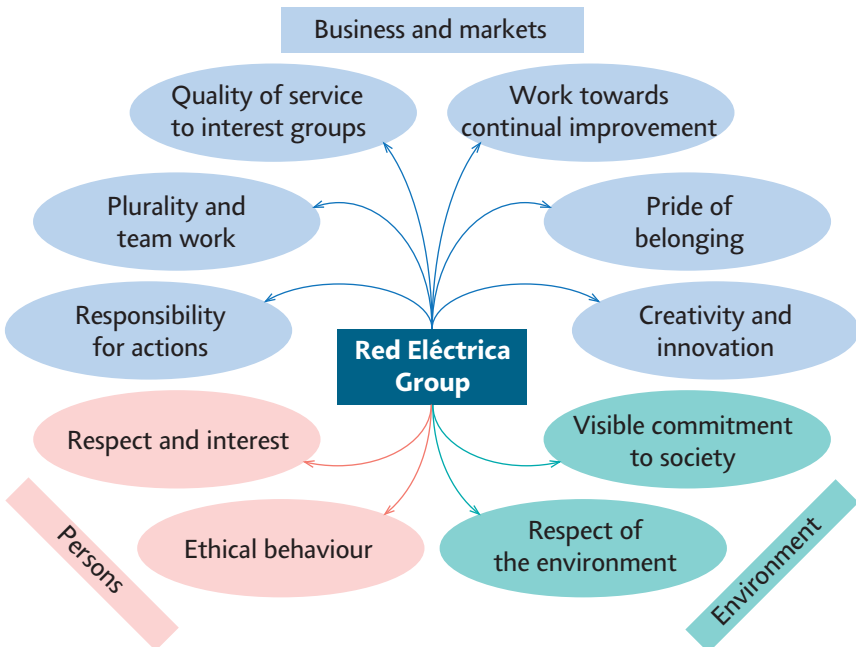 Business and markets
Quality of service
to interest groups
Work towards
continual improvement
Plurality and
team work
Pride of
belonging
Responsibility
for actions
Creativity and
innovation
Red Eléctrica
Group
Respect and interest
Visible commitment
to society
Persons
Ethical behaviour
Respect of
the environment
Environment